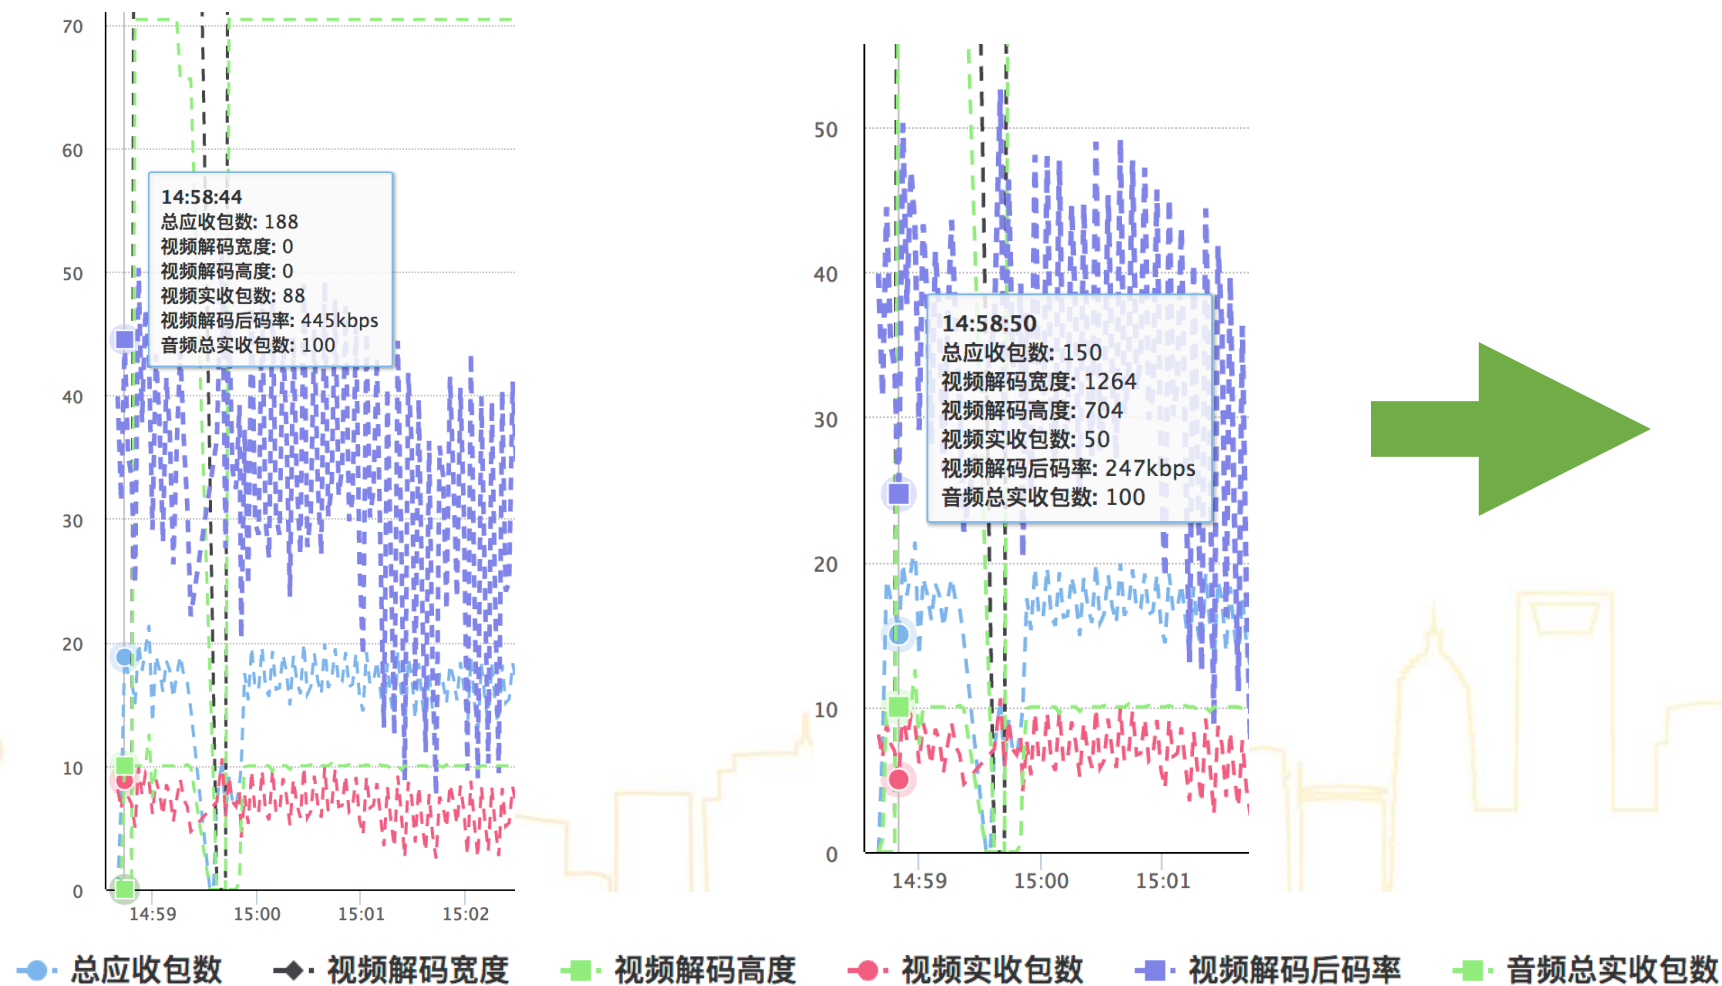 70
60
50
40
30
20
10
0
14:58:44
总应收包数: 188
视频解码宽度: 0
视频解码高度: 0
视频实收包数: 88
视频解码后码率: 445kbps
音频总实收包数: 100
14:59
15:00
15:01
15:02
50
40
30
20
10
0
14:58:50
总应收包数: 150
视频解码宽度: 1264
视频解码高度: 704
视频实收包数: 50
视频解码后码率: 247kbps
音频总实收包数: 100
14:59
15:00
15:01
总应收包数
视频解码宽度
视频解码高度
视频实收包数
视频解码后码率
音频总实收包数